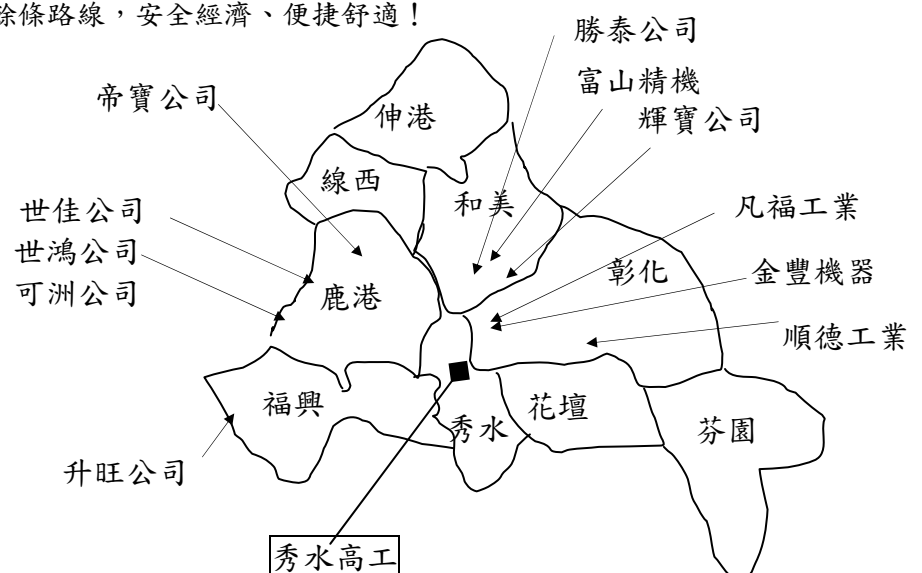 餘條路線，安全經濟、便捷舒適！
勝泰公司
富山精機
輝寶公司
帝寶公司
伸港
線西
和美
世佳公司
世鴻公司
可洲公司
凡福工業
彰化
金豐機器
鹿港
順德工業
福興
花壇
秀水
芬園
升旺公司
秀水高工